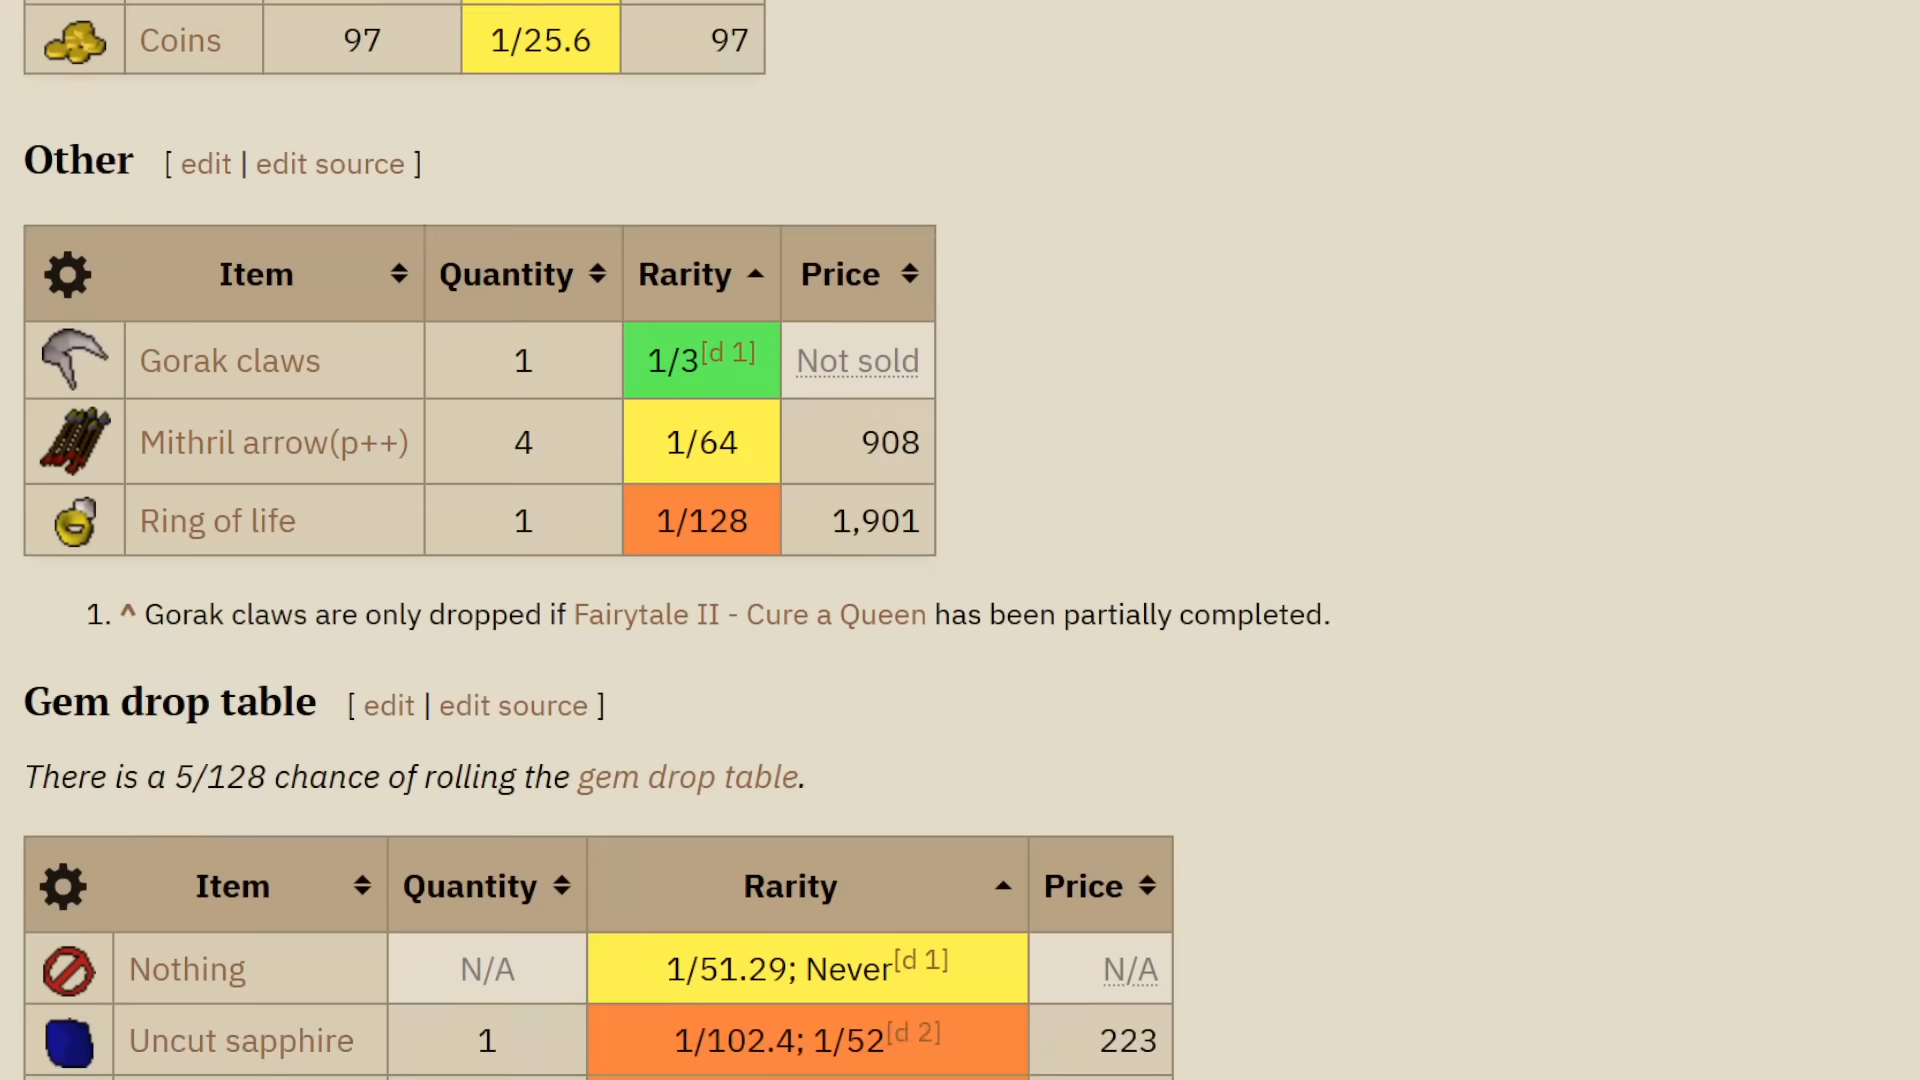 Coins 97 1/25.6 97
Other [ edit | edit source ]
Item Quantity Rarity Price
Gorak claws 1 1/3[d 1] Not sold
Mithril arrow(p++) 4 1/64 908
Ring of life 1 1/128 1,901
1. ^ Gorak claws are only dropped if Fairytale II - Cure a Queen has been partially completed.
Gem drop table [ edit | edit source ]
There is a 5/128 chance of rolling the gem drop table.
Item Quantity Rarity Price
Nothing N/A 1/51.29; Never[d 1] N/A
Uncut sapphire 1 1/102.4; 1/52[d 2] 223